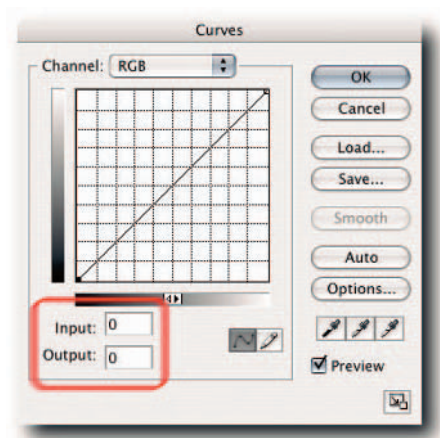 Curves
Channel: RGB
OK
Cancel
Load...
Save...
Smooth
Auto
Options...
Input: 0
Output: 0
Preview